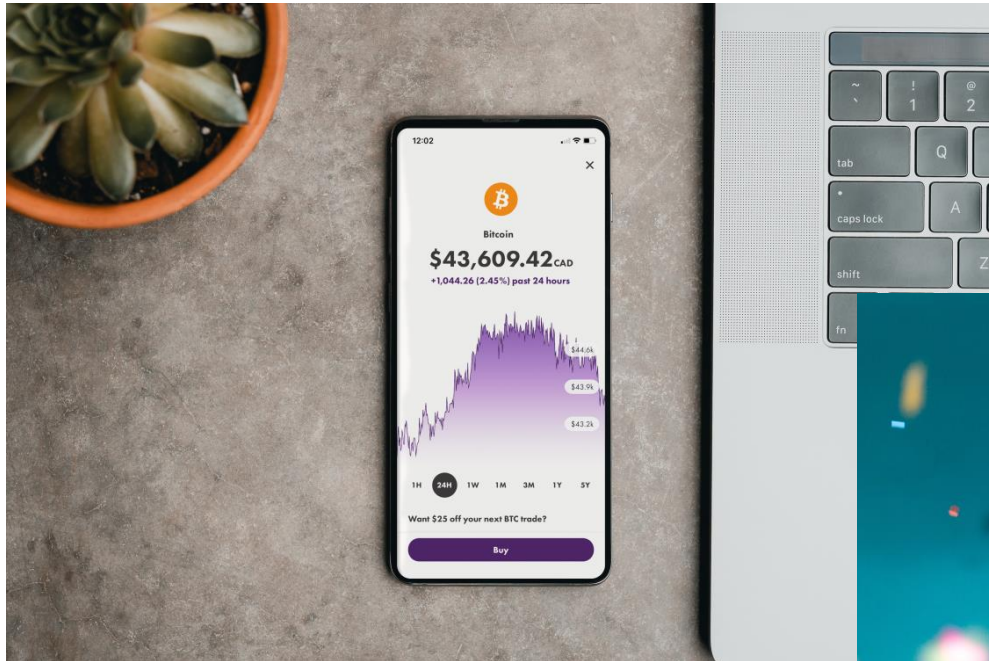 12:02
Bitcoin
$43,609.42CAD
+1,044.26 (2.45%) past 24 hours
$44.6k
$43.9k
$43.2k
1H 24H 1W 1M 3M 1Y 5Y
Want $25 off your next BTC trade?
Buy
~ ! @
` 1 2
tab Q
caps lock A
shift Z
fn